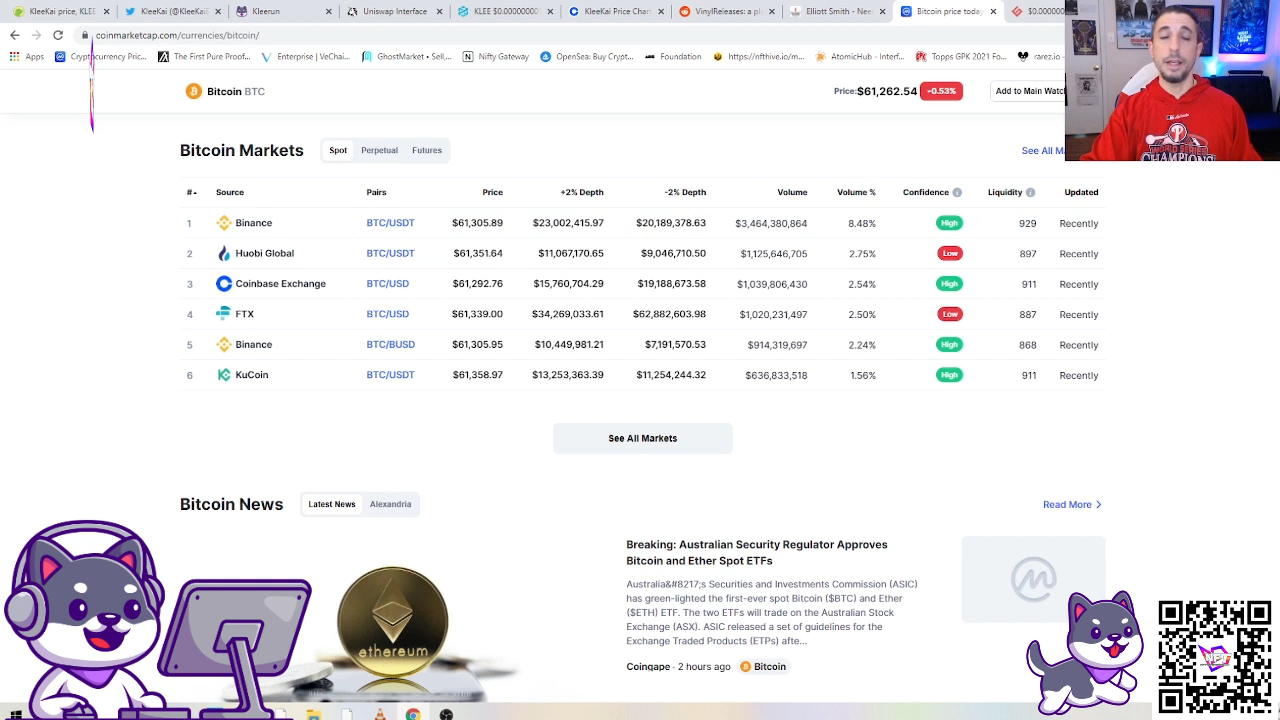 KleeKai price, KLEE
KleeKai (@KleeKai) / Twitter
Kleerun
Uniswap Interface
KLEE $0.00000000
KleeKai Price Char
VinylReleases: a pl
Elliott Smith - Nee
Bitcoin price today
$0.00000
coinmarketcap.com/currencies/bitcoin/
Apps
Cryptocurrency Pric...
The First Pure Proof...
Enterprise | VeChai...
GhostMarket • Sell,...
Nifty Gateway
OpenSea: Buy Crypt...
Foundation
https://nfthive.io/m...
AtomicHub - Interf...
Topps GPK 2021 Fo...
rarez.io
Bitcoin BTC
Price:$61,262.54 -0.53%
Add to Main Watch
Bitcoin Markets
Spot
Perpetual
Futures
See All M
# Source Pairs Price +2% Depth -2% Depth Volume Volume % Confidence Liquidity Updated
1 Binance BTC/USDT $61,305.89 $23,002,415.97 $20,189,378.63 $3,464,380,864 8.48% High 929 Recently
2 Huobi Global BTC/USDT $61,351.64 $11,067,170.65 $9,046,710.50 $1,125,646,705 2.75% Low 897 Recently
3 Coinbase Exchange BTC/USD $61,292.76 $15,760,704.29 $19,188,673.58 $1,039,806,430 2.54% High 911 Recently
4 FTX BTC/USD $61,339.00 $34,269,033.61 $62,882,603.98 $1,020,231,497 2.50% Low 887 Recently
5 Binance BTC/BUSD $61,305.95 $10,449,981.21 $7,191,570.53 $914,319,697 2.24% High 868 Recently
6 KuCoin BTC/USDT $61,358.97 $13,253,363.39 $11,254,244.32 $636,833,518 1.56% High 911 Recently
See All Markets
Bitcoin News
Latest News
Alexandria
Read More
Breaking: Australian Security Regulator Approves
Bitcoin and Ether Spot ETFs
Australia&#8217;s Securities and Investments Commission (ASIC)
has green-lighted the first-ever spot Bitcoin ($BTC) and Ether
($ETH) ETF. The two ETFs will trade on the Australian Stock
Exchange (ASX). ASIC released a set of guidelines for the
Exchange Traded Products (ETPs) afte...
Coingape · 2 hours ago Bitcoin
ethereum
WORLD SERIES
CHAMPIONS